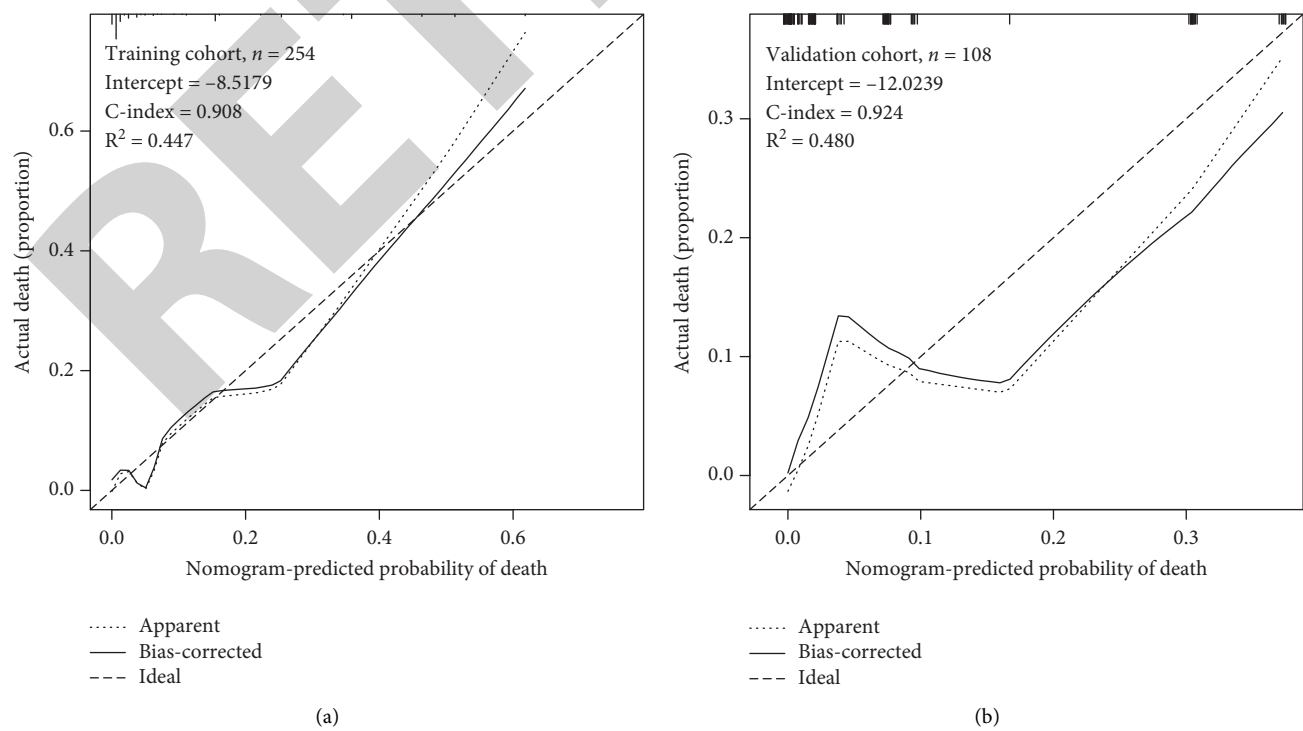 RET
Training cohort, n = 254
Intercept = –8.5179
C-index = 0.908
R² = 0.447
Actual death (proportion)
0.6
0.4
0.2
0.0
0.0 0.2 0.4 0.6
Nomogram-predicted probability of death
Apparent
Bias-corrected
Ideal
(a)
Validation cohort, n = 108
Intercept = –12.0239
C-index = 0.924
R² = 0.480
Actual death (proportion)
0.3
0.2
0.1
0.0
0.0 0.1 0.2 0.3
Nomogram-predicted probability of death
Apparent
Bias-corrected
Ideal
(b)